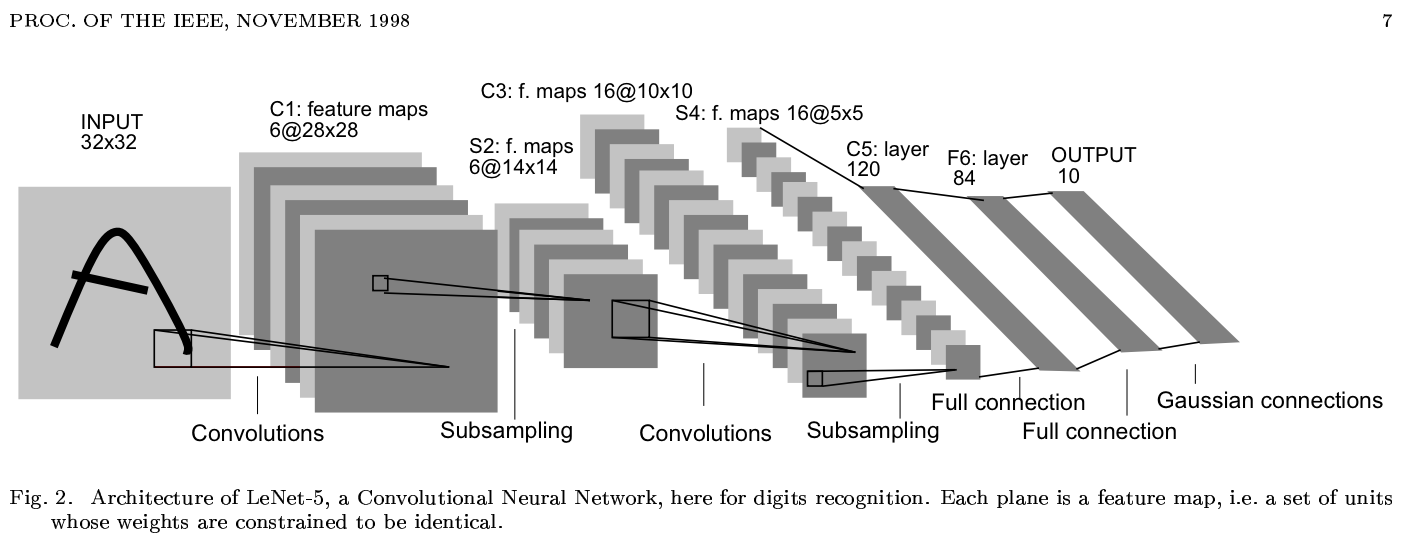 PROC. OF THE IEEE, NOVEMBER 1998
7
INPUT
32x32
C1: feature maps
6@28x28
S2: f. maps
6@14x14
C3: f. maps 16@10x10
S4: f. maps 16@5x5
C5: layer
120
F6: layer
84
OUTPUT
10
Convolutions
Subsampling
Convolutions
Subsampling
Full connection
Full connection
Gaussian connections
Fig. 2. Architecture of LeNet-5, a Convolutional Neural Network, here for digits recognition. Each plane is a feature map, i.e. a set of units
whose weights are constrained to be identical.